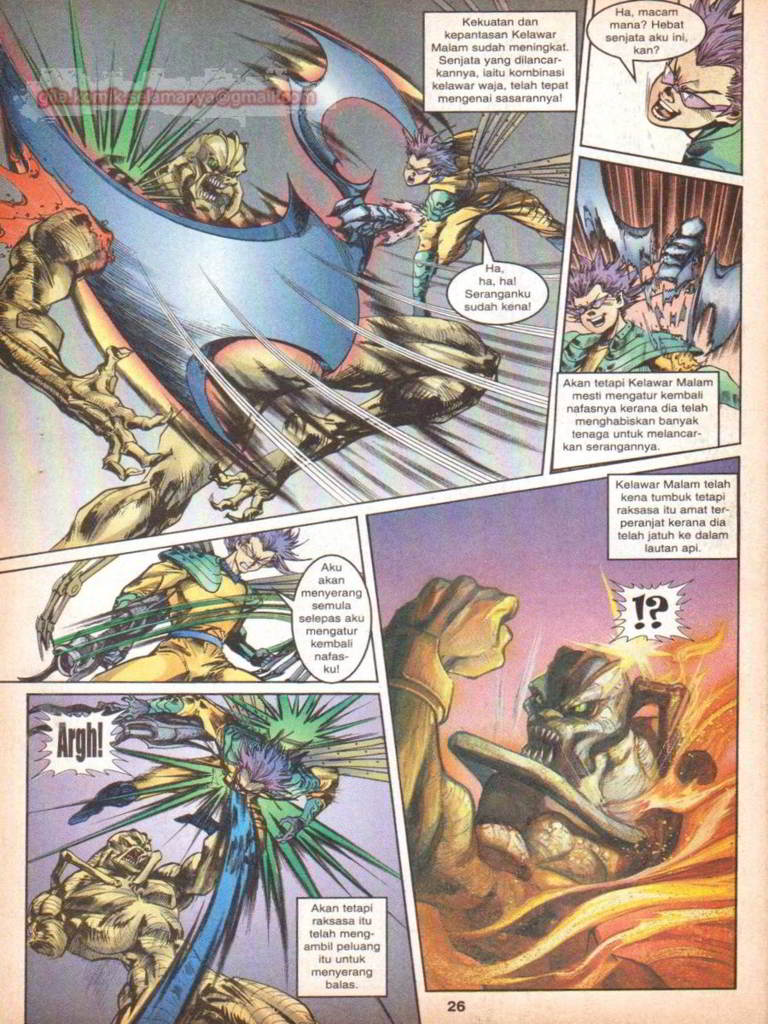 Kekuatan dan
kepantasan Kelawar
Malam sudah meningkat.
Senjata yang dilancar-
kannya, iaitu kombinasi
kelawar waja, telah tepat
mengenai sasarannya!
gila.komik.selamanya@gmail.com
Ha,
ha, ha!
Seranganku
sudah kena!
Ha, macam
mana? Hebat
senjata aku ini,
kan?
Akan tetapi Kelawar Malam
mesti mengatur kembali
nafasnya kerana dia telah
menghabiskan banyak
tenaga untuk melancar-
kan serangannya.
Aku
akan
menyerang
semula
selepas aku
mengatur
kembali
nafas-
ku!
Argh!
Akan tetapi
raksasa itu
telah meng-
ambil peluang
itu untuk
menyerang
balas.
Kelawar Malam telah
kena tumbuk tetapi
raksasa itu amat ter-
peranjat kerana dia
telah jatuh ke dalam
lautan api.
!?
26